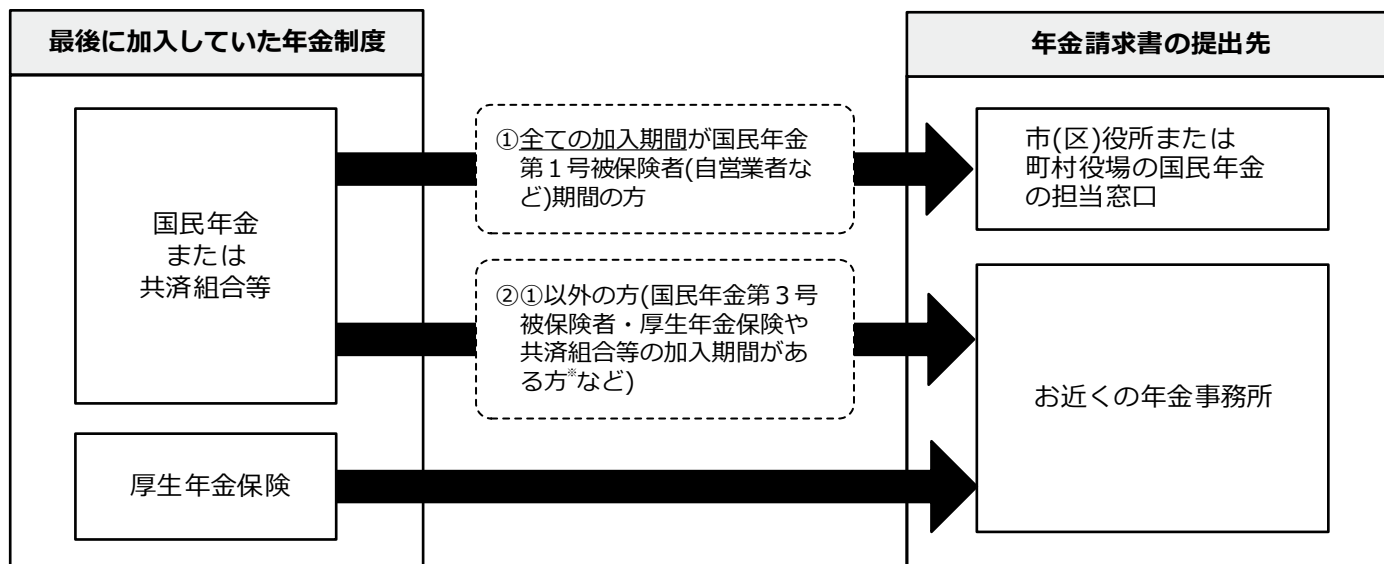 最後に加入していた年金制度
年金請求書の提出先
国民年金
または
共済組合等
①全ての加入期間が国民年金
第１号被保険者(自営業者な
ど)期間の方
市(区)役所または
町村役場の国民年金
の担当窓口
②①以外の方(国民年金第３号
被保険者・厚生年金保険や
共済組合等の加入期間があ
る方※など)
お近くの年金事務所
厚生年金保険